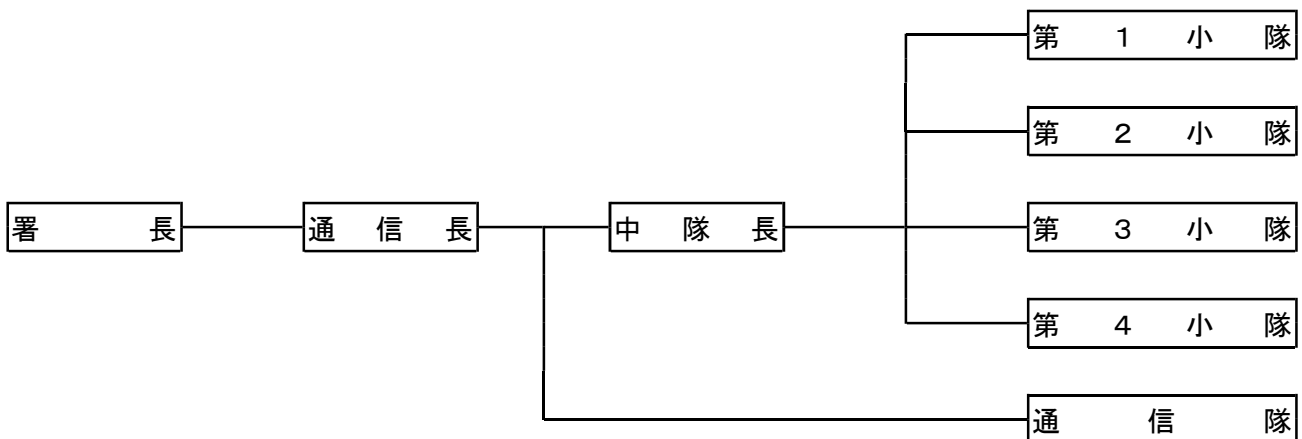 第1小隊
第2小隊
署長 通信長 中隊長 第3小隊
第4小隊
通信隊